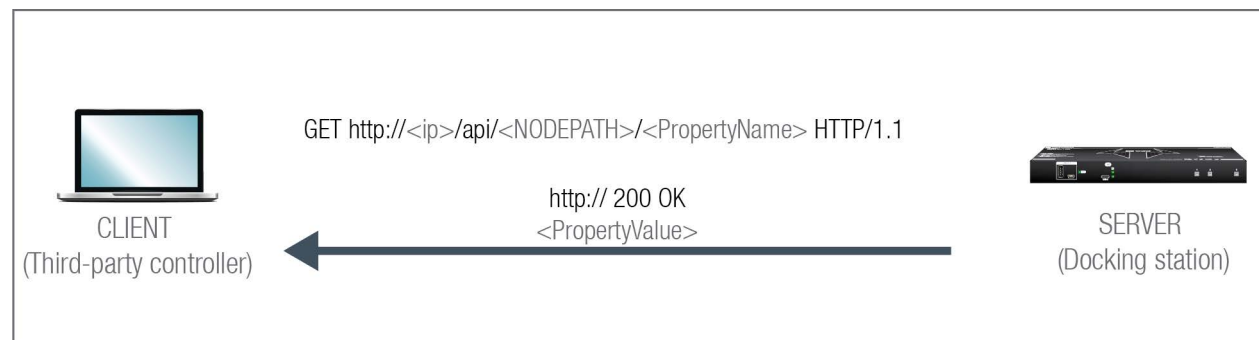 GET http://<ip>/api/<NODEPATH>/<PropertyName> HTTP/1.1
http:// 200 OK
<PropertyValue>
CLIENT
(Third-party controller)
SERVER
(Docking station)